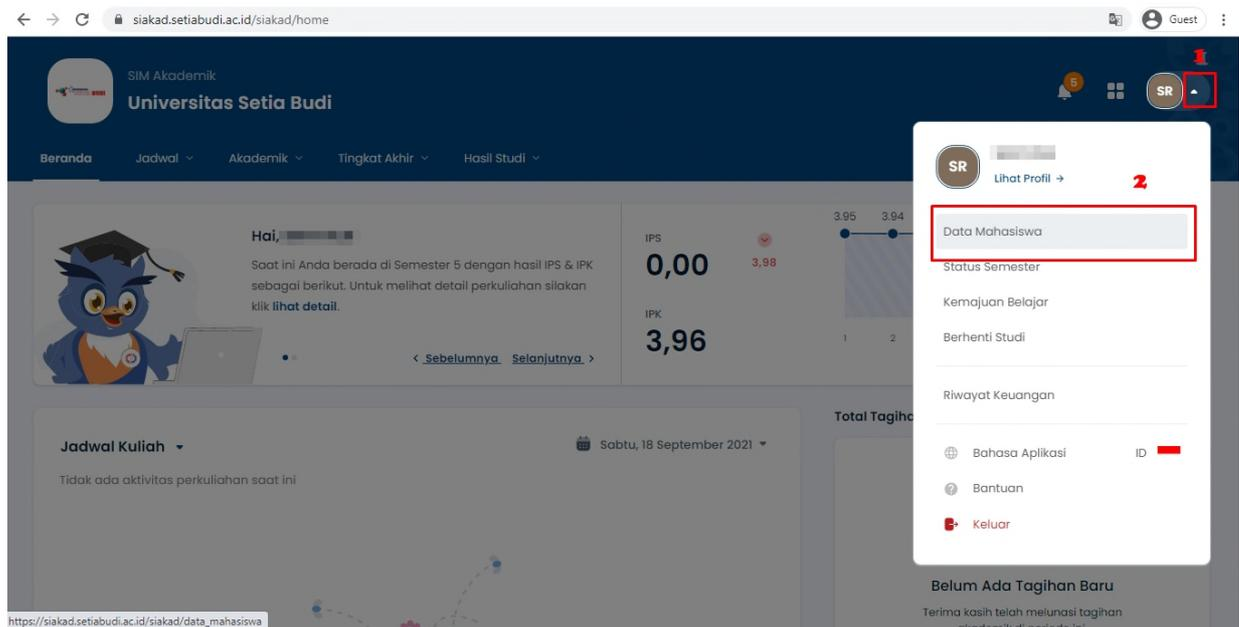 siakad.setiabudi.ac.id/siakad/home
Guest
SIM Akademik
Universitas Setia Budi
5
SR
1
Beranda
Jadwal
Akademik
Tingkat Akhir
Hasil Studi
SR
Lihat Profil →
2
Data Mahasiswa
Status Semester
Kemajuan Belajar
Berhenti Studi
Riwayat Keuangan
Bahasa Aplikasi ID
Bantuan
Keluar
Hai,
Saat ini Anda berada di Semester 5 dengan hasil IPS & IPK
sebagai berikut. Untuk melihat detail perkuliahan silakan
klik lihat detail.
< Sebelumnya Selanjutnya >
IPS
0,00
3,98
IPK
3,96
3.95 3.94
1 2
Jadwal Kuliah
Sabtu, 18 September 2021
Tidak ada aktivitas perkuliahan saat ini
Total Tagiha
Belum Ada Tagihan Baru
Terima kasih telah melunasi tagihan
akademik di periode ini
https://siakad.setiabudi.ac.id/siakad/data_mahasiswa